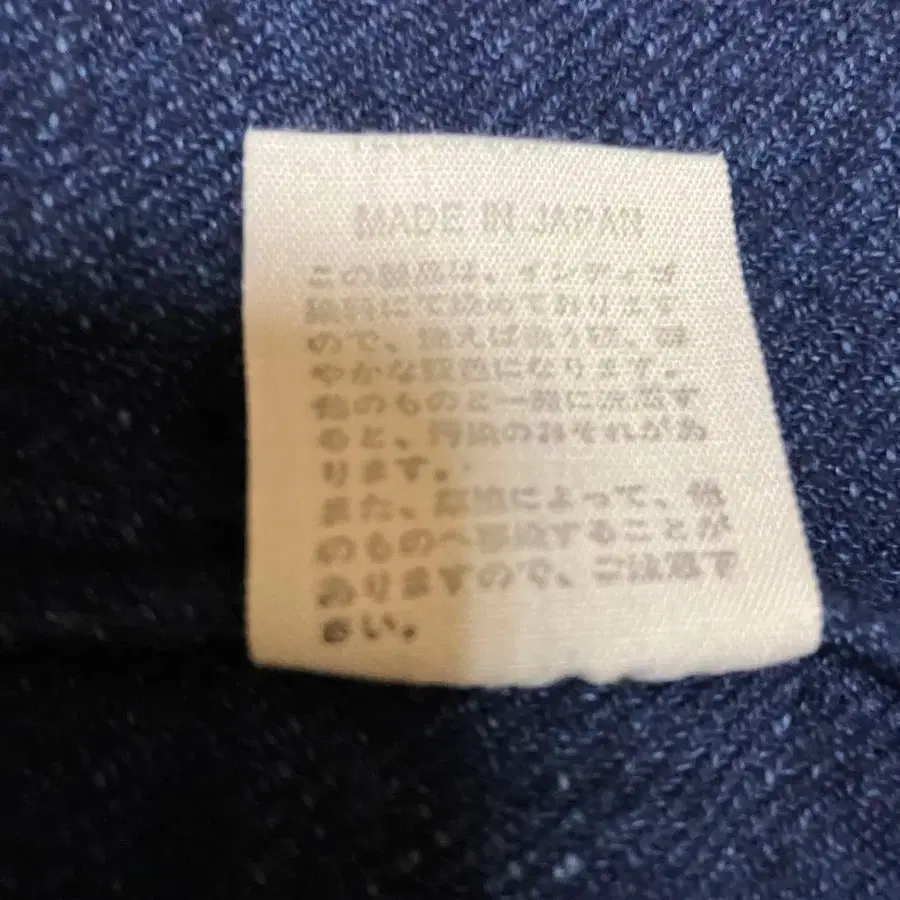 MADE IN JAPAN
この製品は、インディゴ
染料にて染めております
ので、洗えば洗う程、鮮
やかな色になります。
他のものと一緒に洗濯す
ると、汚染のおそれがあ
ります。
また、摩擦によって、他
のものへ移染することが
ありますので、ご注意下
さい。